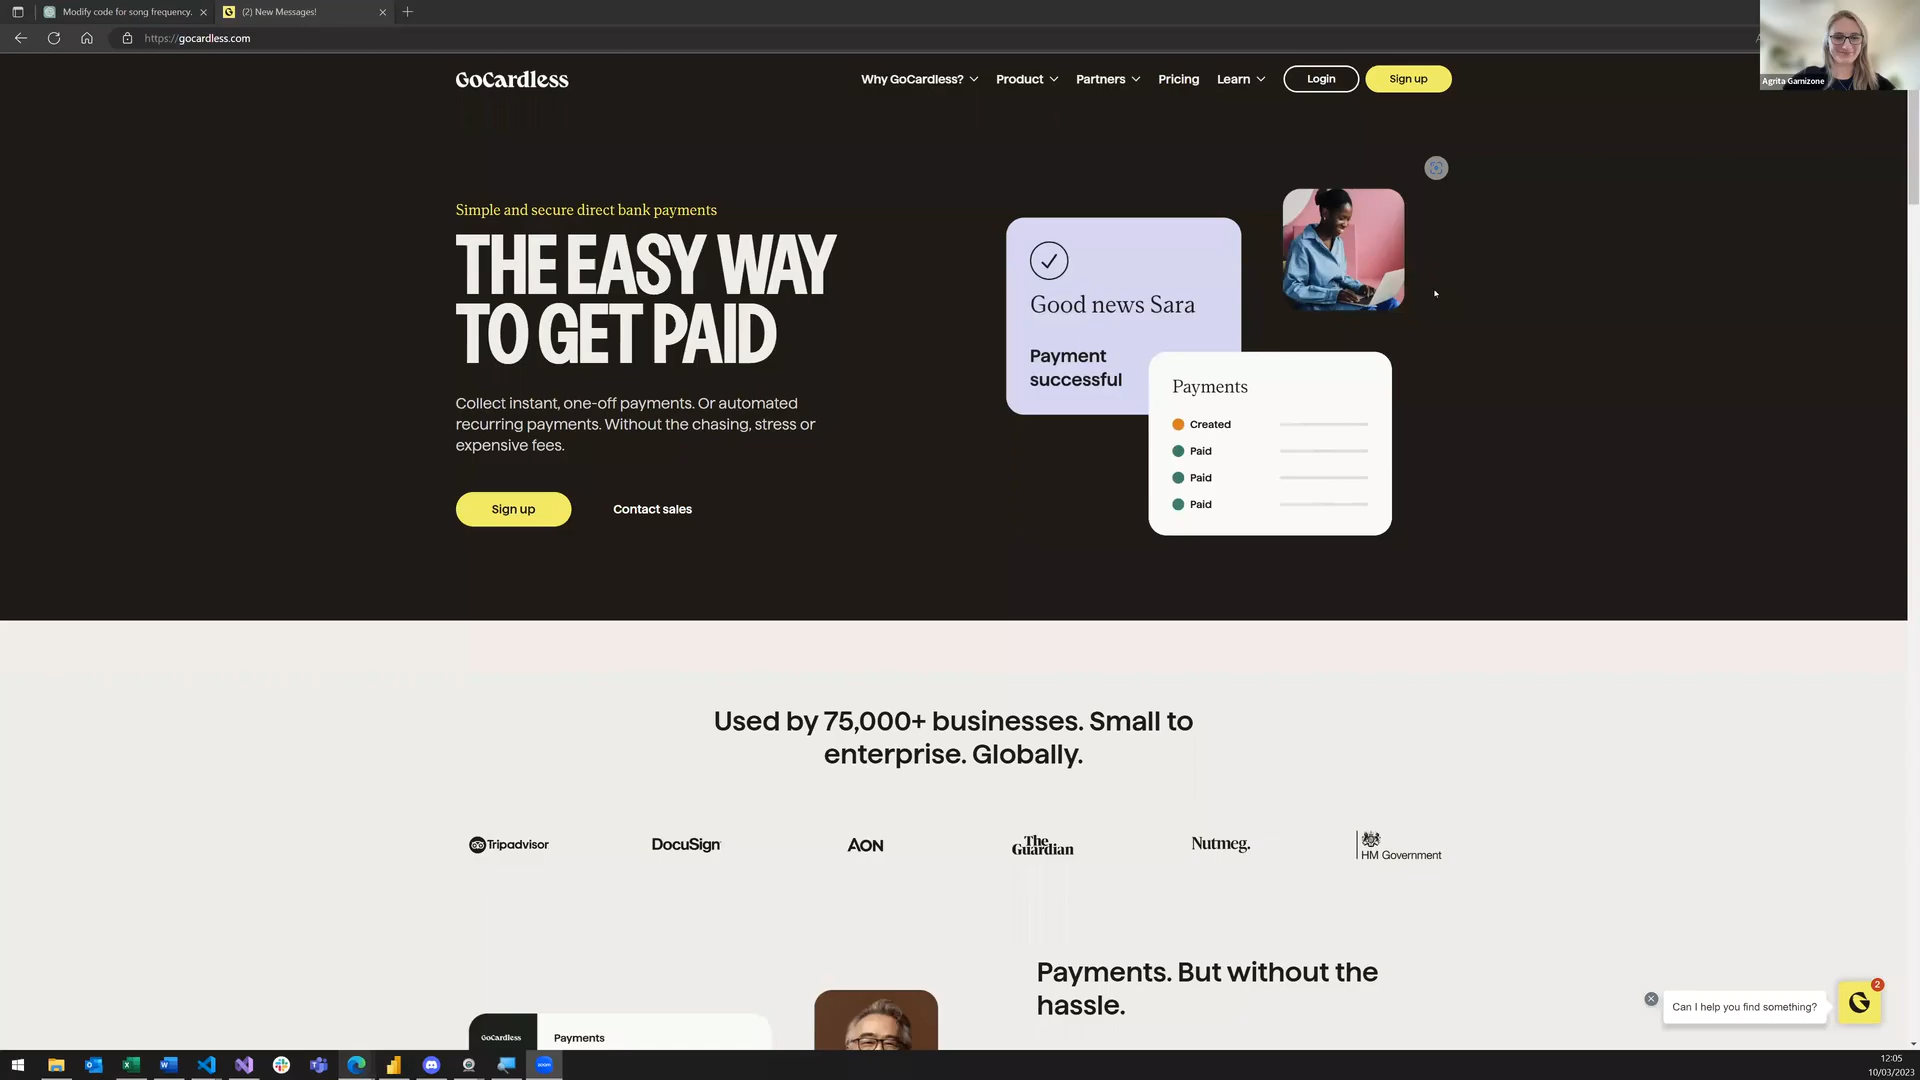 Modify code for song frequency.
(2) New Messages!
https://gocardless.com
Agrita Garnizone
GoCardless
Why GoCardless?
Product
Partners
Pricing
Learn
Login
Sign up
Simple and secure direct bank payments
THE EASY WAY
TO GET PAID
Collect instant, one-off payments. Or automated
recurring payments. Without the chasing, stress or
expensive fees.
Sign up
Contact sales
Good news Sara
Payment
successful
Payments
Created
Paid
Paid
Paid
Used by 75,000+ businesses. Small to
enterprise. Globally.
Tripadvisor
DocuSign
AON
The
Guardian
Nutmeg.
HM Government
Payments. But without the
hassle.
GoCardless
Payments
Can I help you find something?
2
zoom
12:05
10/03/2023